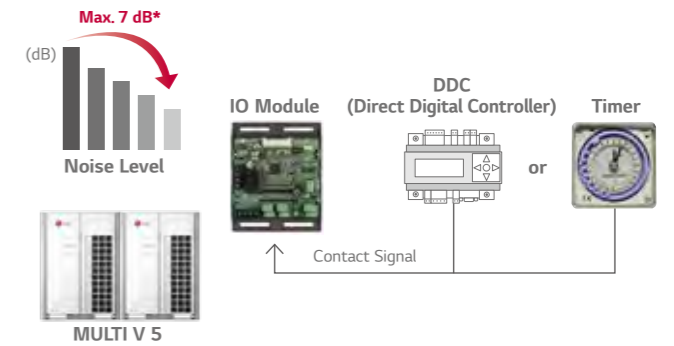 Max. 7 dB*
(dB)
Noise Level
IO Module
DDC
(Direct Digital Controller)
Timer
or
Contact Signal
MULTI V 5